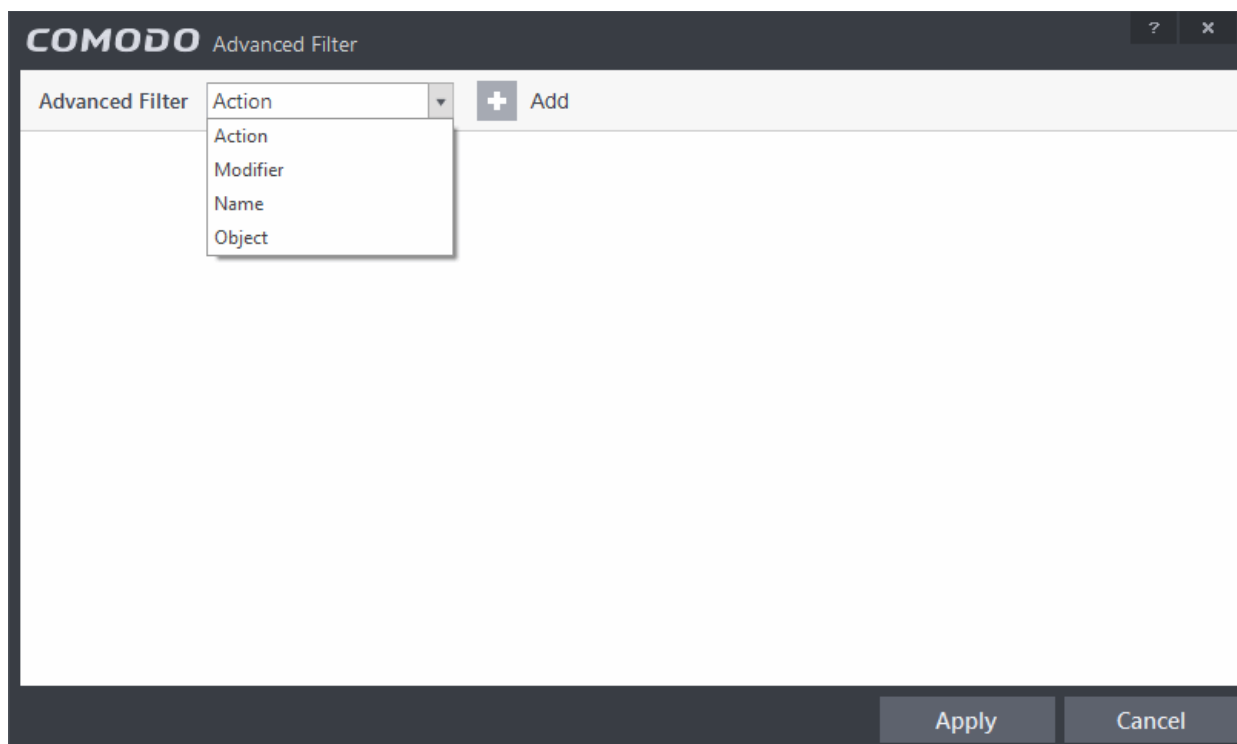 COMODO Advanced Filter ? ×
Advanced Filter Action Add
Action
Modifier
Name
Object
Apply Cancel